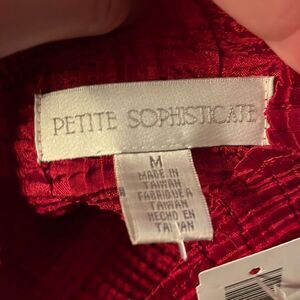 PETITE SOPHISTICATE
M
MADE IN
TAIWAN
FABRIQUE A
TAIWAN
HECHO EN
TAIWAN